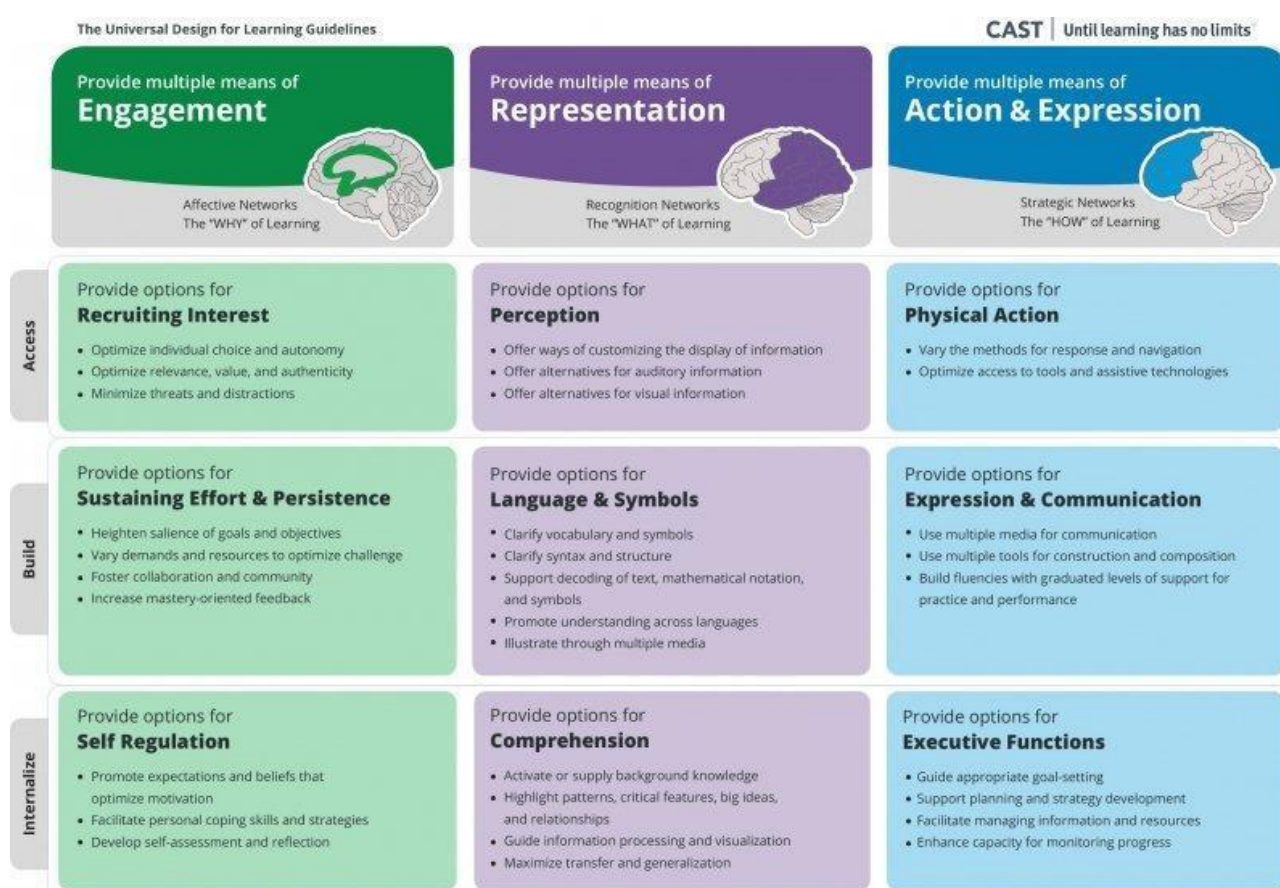 The Universal Design for Learning Guidelines
CAST | Until learning has no limits
Provide multiple means of
Engagement
Affective Networks
The "WHY" of Learning
Provide multiple means of
Representation
Recognition Networks
The "WHAT" of Learning
Provide multiple means of
Action & Expression
Strategic Networks
The "HOW" of Learning
Access
Provide options for
Recruiting Interest
• Optimize individual choice and autonomy
• Optimize relevance, value, and authenticity
• Minimize threats and distractions
Provide options for
Perception
• Offer ways of customizing the display of information
• Offer alternatives for auditory information
• Offer alternatives for visual information
Provide options for
Physical Action
• Vary the methods for response and navigation
• Optimize access to tools and assistive technologies
Build
Provide options for
Sustaining Effort & Persistence
• Heighten salience of goals and objectives
• Vary demands and resources to optimize challenge
• Foster collaboration and community
• Increase mastery-oriented feedback
Provide options for
Language & Symbols
• Clarify vocabulary and symbols
• Clarify syntax and structure
• Support decoding of text, mathematical notation,
and symbols
• Promote understanding across languages
• Illustrate through multiple media
Provide options for
Expression & Communication
• Use multiple media for communication
• Use multiple tools for construction and composition
• Build fluencies with graduated levels of support for
practice and performance
Internalize
Provide options for
Self Regulation
• Promote expectations and beliefs that
optimize motivation
• Facilitate personal coping skills and strategies
• Develop self-assessment and reflection
Provide options for
Comprehension
• Activate or supply background knowledge
• Highlight patterns, critical features, big ideas,
and relationships
• Guide information processing and visualization
• Maximize transfer and generalization
Provide options for
Executive Functions
• Guide appropriate goal-setting
• Support planning and strategy development
• Facilitate managing information and resources
• Enhance capacity for monitoring progress